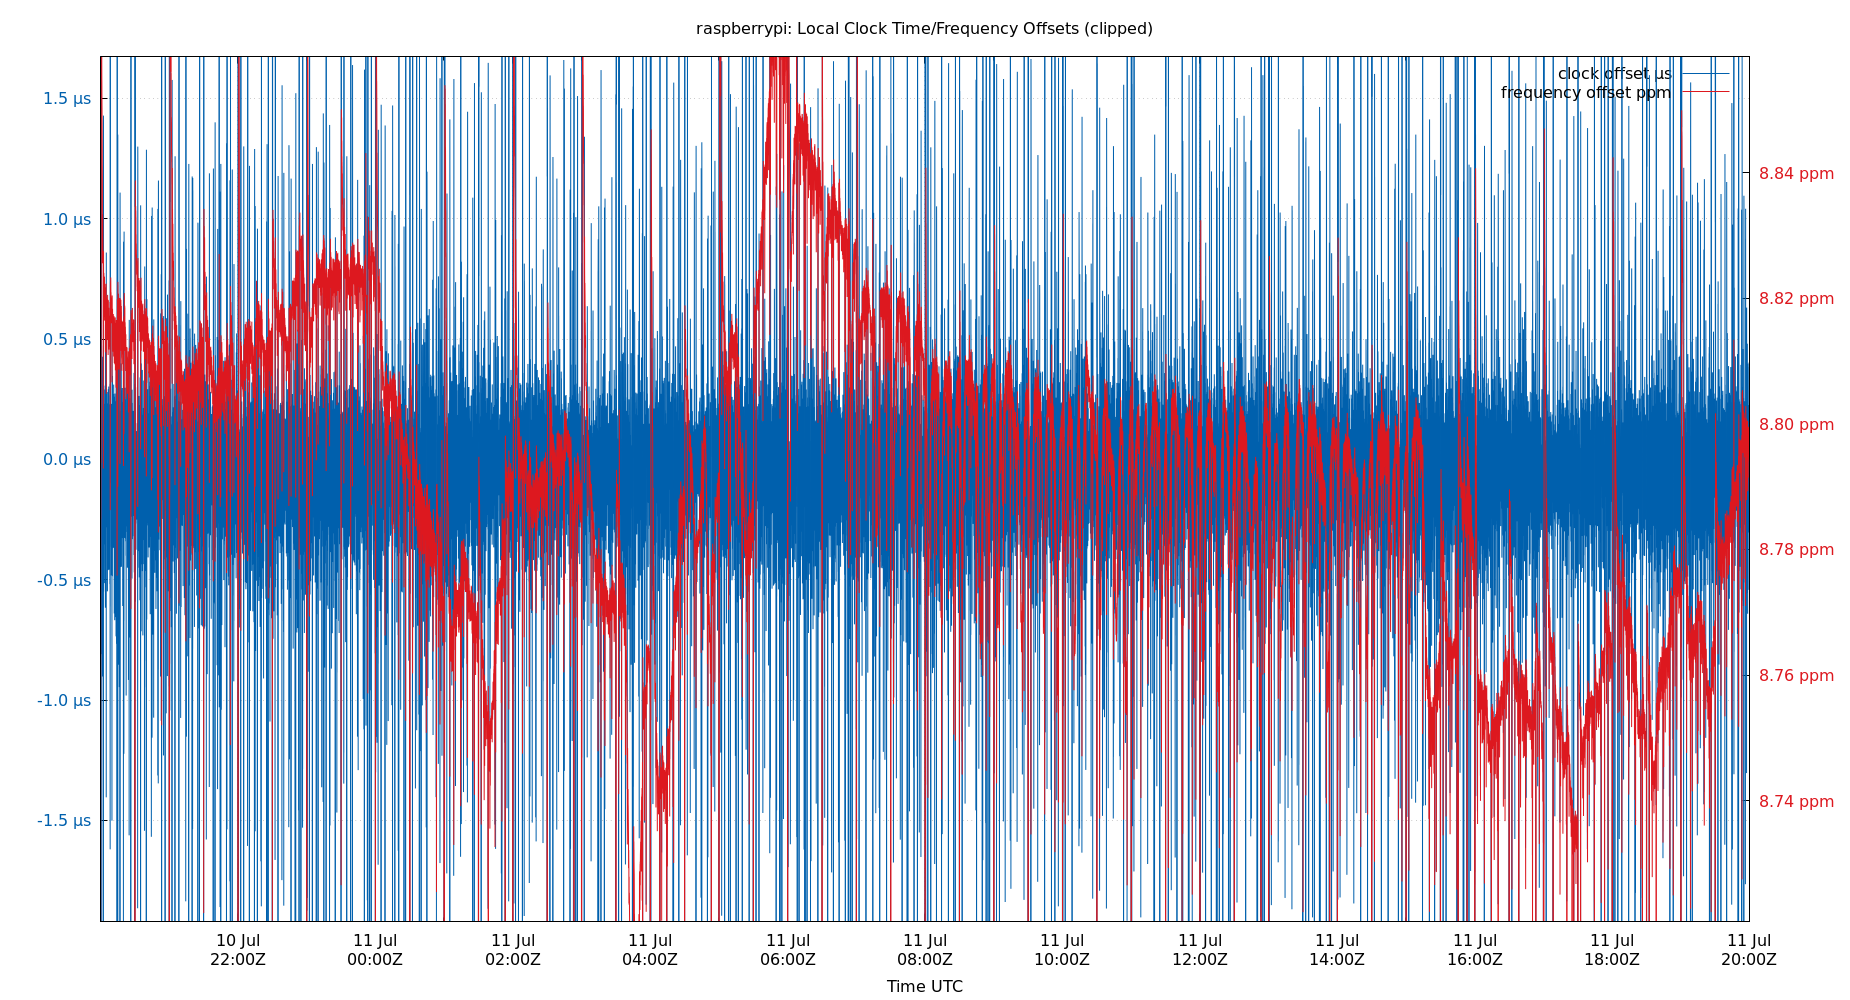 raspberrypi: Local Clock Time/Frequency Offsets (clipped)
clock offset µs
frequency offset ppm
1.5 µs
1.0 µs
0.5 µs
0.0 µs
-0.5 µs
-1.0 µs
-1.5 µs
8.84 ppm
8.82 ppm
8.80 ppm
8.78 ppm
8.76 ppm
8.74 ppm
10 Jul 11 Jul 11 Jul 11 Jul 11 Jul 11 Jul 11 Jul 11 Jul 11 Jul 11 Jul 11 Jul 11 Jul
22:00Z 00:00Z 02:00Z 04:00Z 06:00Z 08:00Z 10:00Z 12:00Z 14:00Z 16:00Z 18:00Z 20:00Z
Time UTC